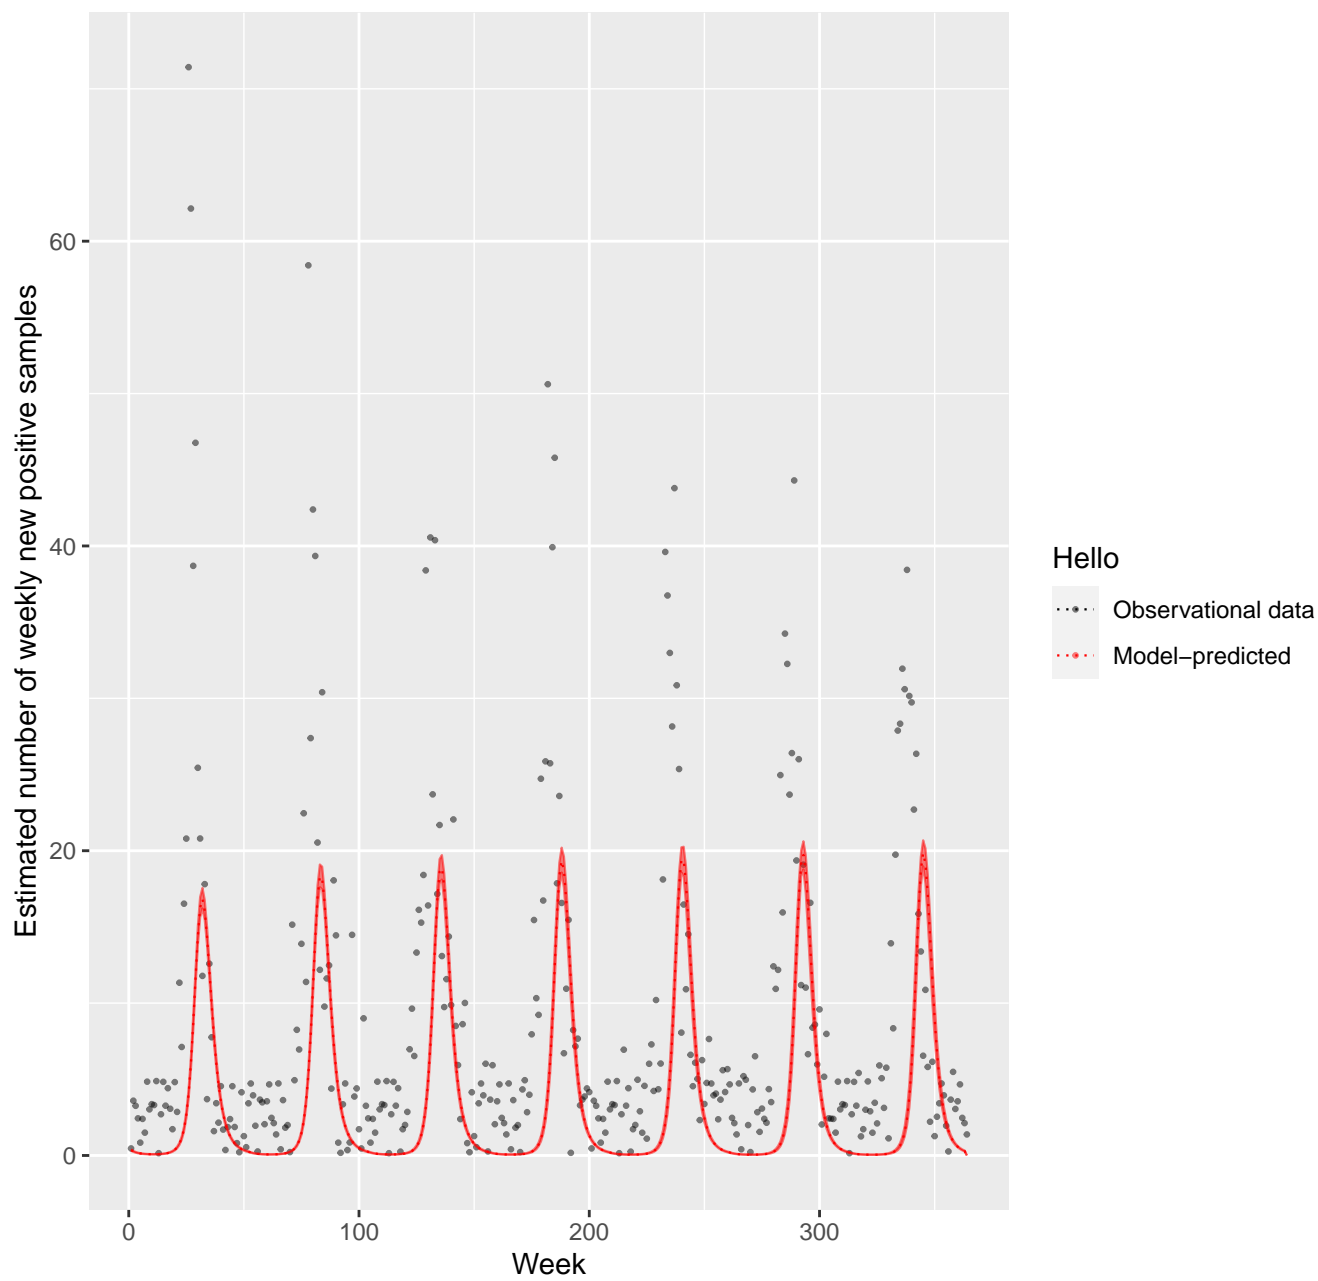 Estimated number of weekly new positive samples
60
40
20
0
0 100 200 300
Week
Hello
Observational data
Model−predicted